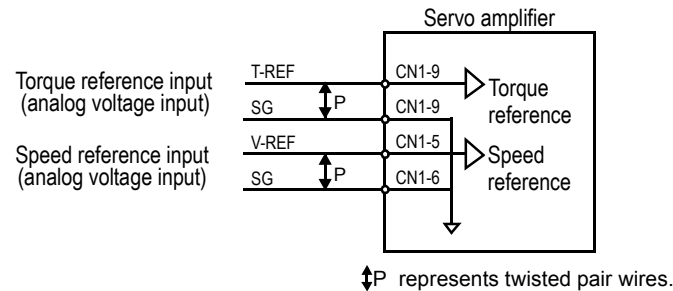 Servo amplifier
Torque reference input
(analog voltage input)
T-REF
P
SG
CN1-9
CN1-9
Torque
reference
Speed reference input
(analog voltage input)
V-REF
P
SG
CN1-5
CN1-6
Speed
reference
P represents twisted pair wires.